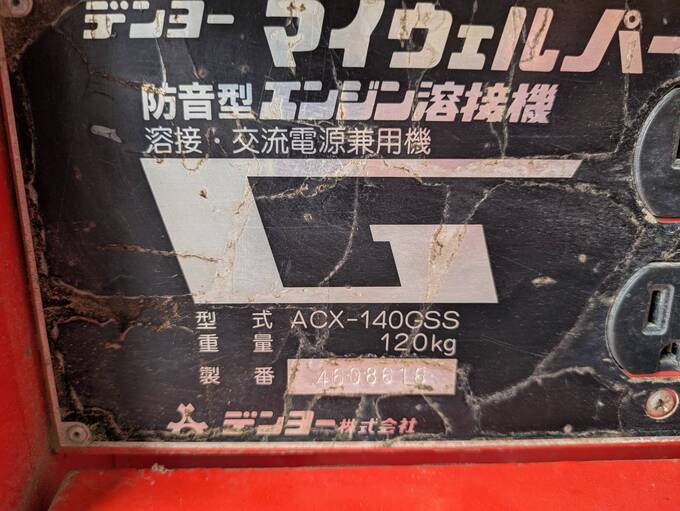 デンヨー マイウェルパー
防音型エンジン溶接機
溶接・交流電源兼用機
G
型式 ACX-140GSS
重量 120kg
製番 4608616
デンヨー株式会社